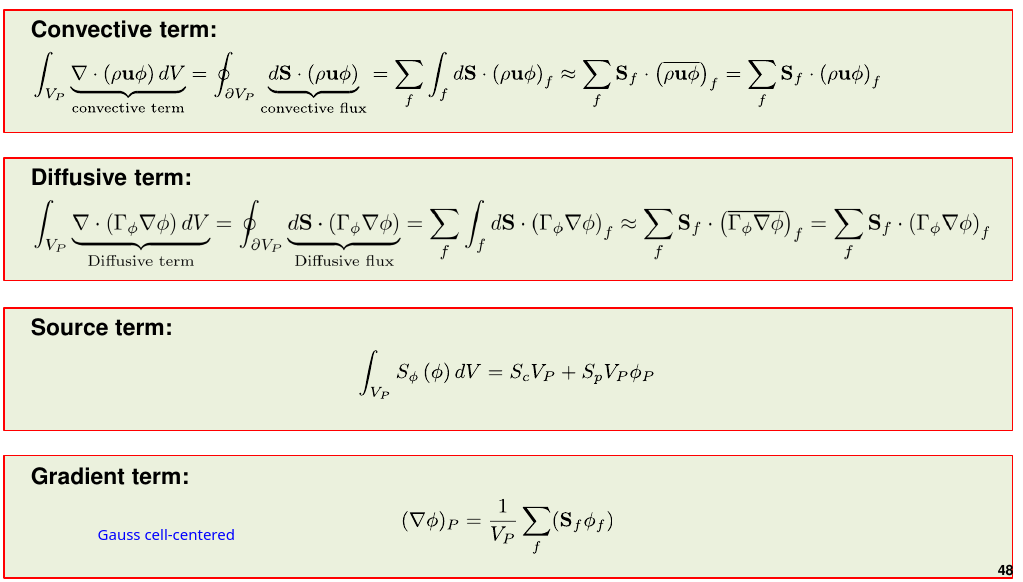 Convective term:
$\int_{V_P} \underbrace{\nabla \cdot (\rho \mathbf{u} \phi) \, dV}_{\text{convective term}} = \oint_{\partial V_P} \underbrace{d\mathbf{S} \cdot (\rho \mathbf{u} \phi)}_{\text{convective flux}} = \sum_f \int_f d\mathbf{S} \cdot (\rho \mathbf{u} \phi)_f \approx \sum_f \mathbf{S}_f \cdot \left(\overline{\rho \mathbf{u} \phi}\right)_f = \sum_f \mathbf{S}_f \cdot (\rho \mathbf{u} \phi)_f$
Diffusive term:
$\int_{V_P} \underbrace{\nabla \cdot (\Gamma_\phi \nabla \phi) \, dV}_{\text{Diffusive term}} = \oint_{\partial V_P} \underbrace{d\mathbf{S} \cdot (\Gamma_\phi \nabla \phi)}_{\text{Diffusive flux}} = \sum_f \int_f d\mathbf{S} \cdot (\Gamma_\phi \nabla \phi)_f \approx \sum_f \mathbf{S}_f \cdot \left(\overline{\Gamma_\phi \nabla \phi}\right)_f = \sum_f \mathbf{S}_f \cdot (\Gamma_\phi \nabla \phi)_f$
Source term:
$\int_{V_P} S_\phi (\phi) \, dV = S_c V_P + S_p V_P \phi_P$
Gradient term:
$(\nabla \phi)_P = \frac{1}{V_P} \sum_f (\mathbf{S}_f \phi_f)$
Gauss cell-centered
48